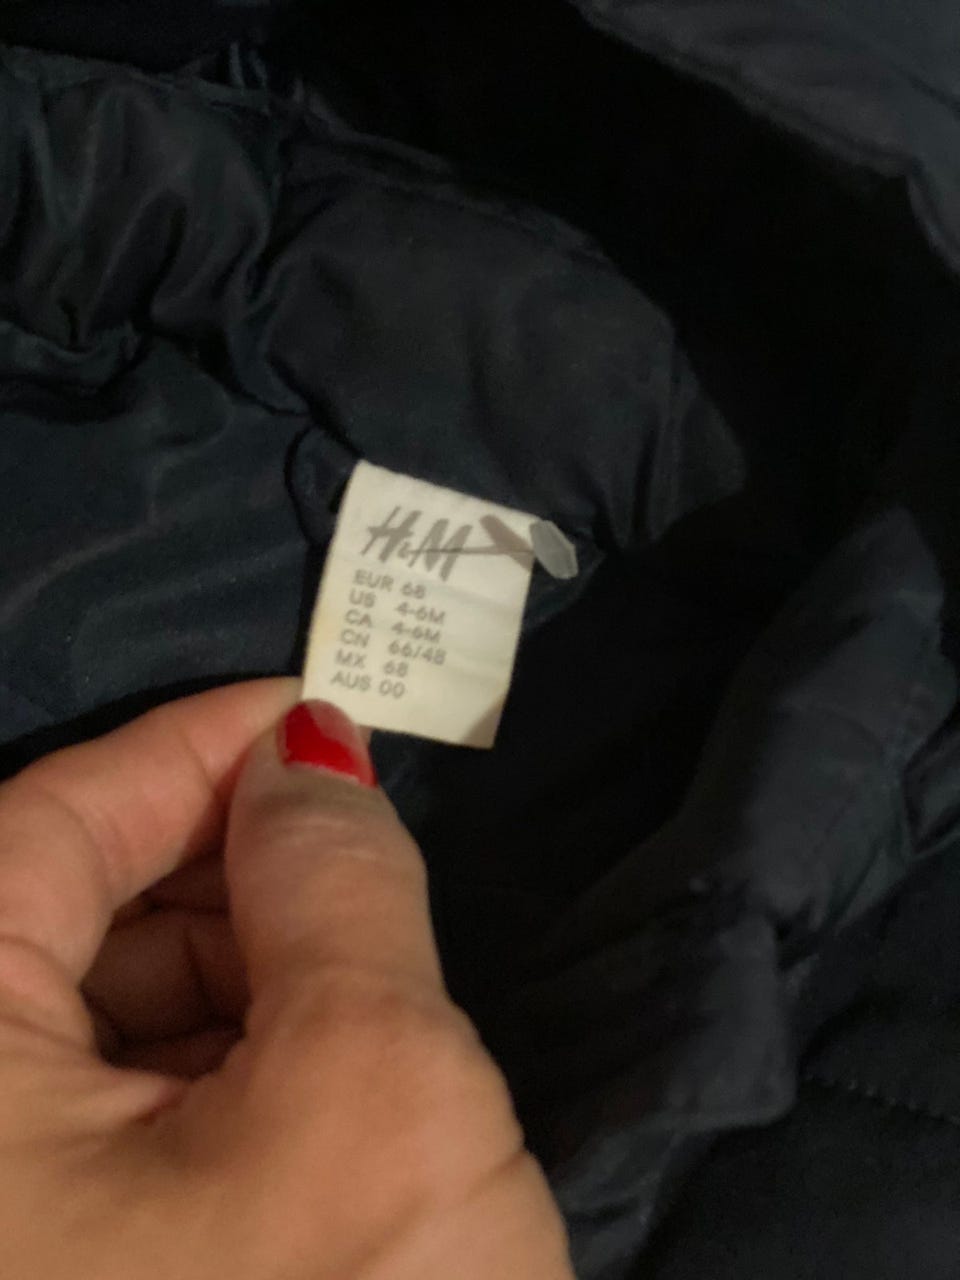 H&M
EUR 68
US 4-6M
CA 4-6M
CN 66/48
MX 68
AUS 00